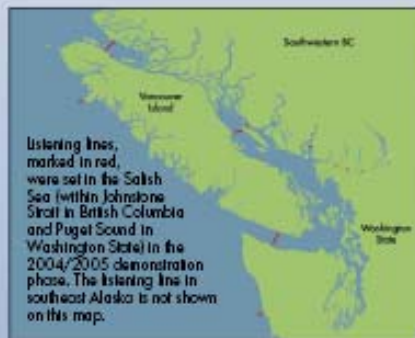 Southwestern BC
Vancouver
Island
Listening lines,
marked in red,
were set in the Salish
Sea (within Johnstone
Strait in British Columbia
and Puget Sound in
Washington State) in the
2004/2005 demonstration
phase. The listening line in
southeast Alaska is not shown
on this map.
Washington
State